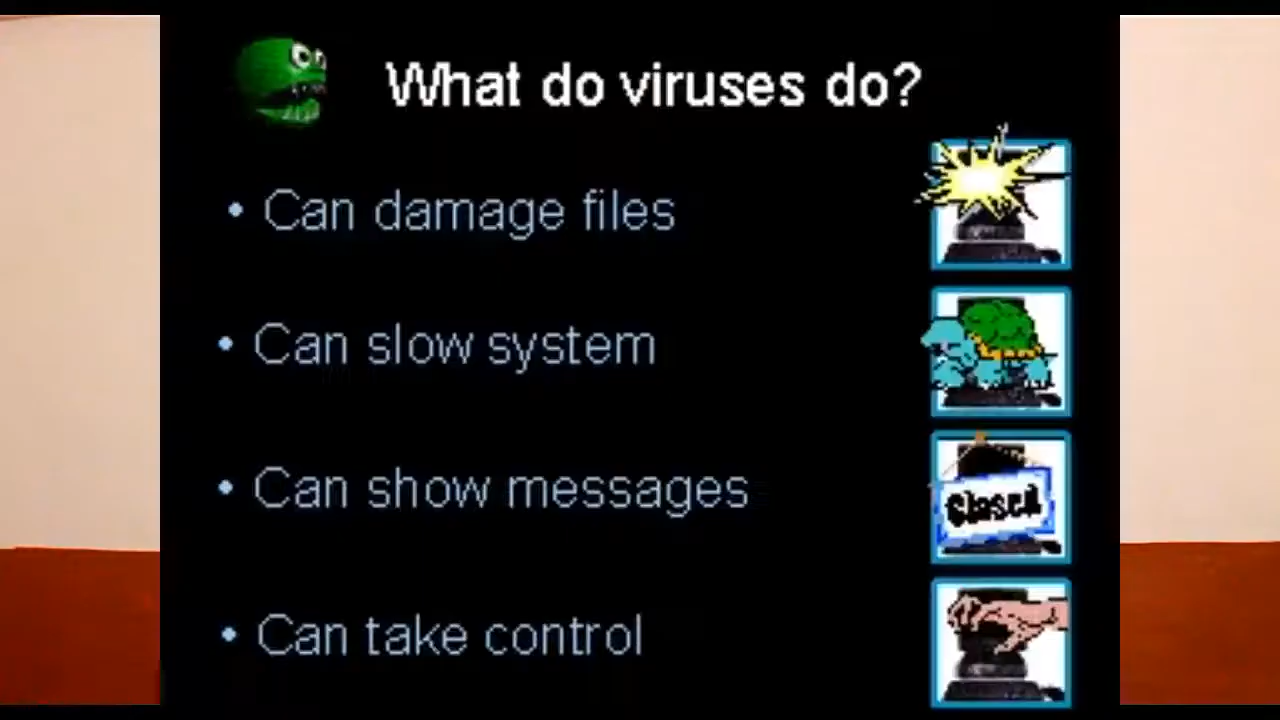 What do viruses do?
• Can damage files
• Can slow system
• Can show messages
Closed
• Can take control